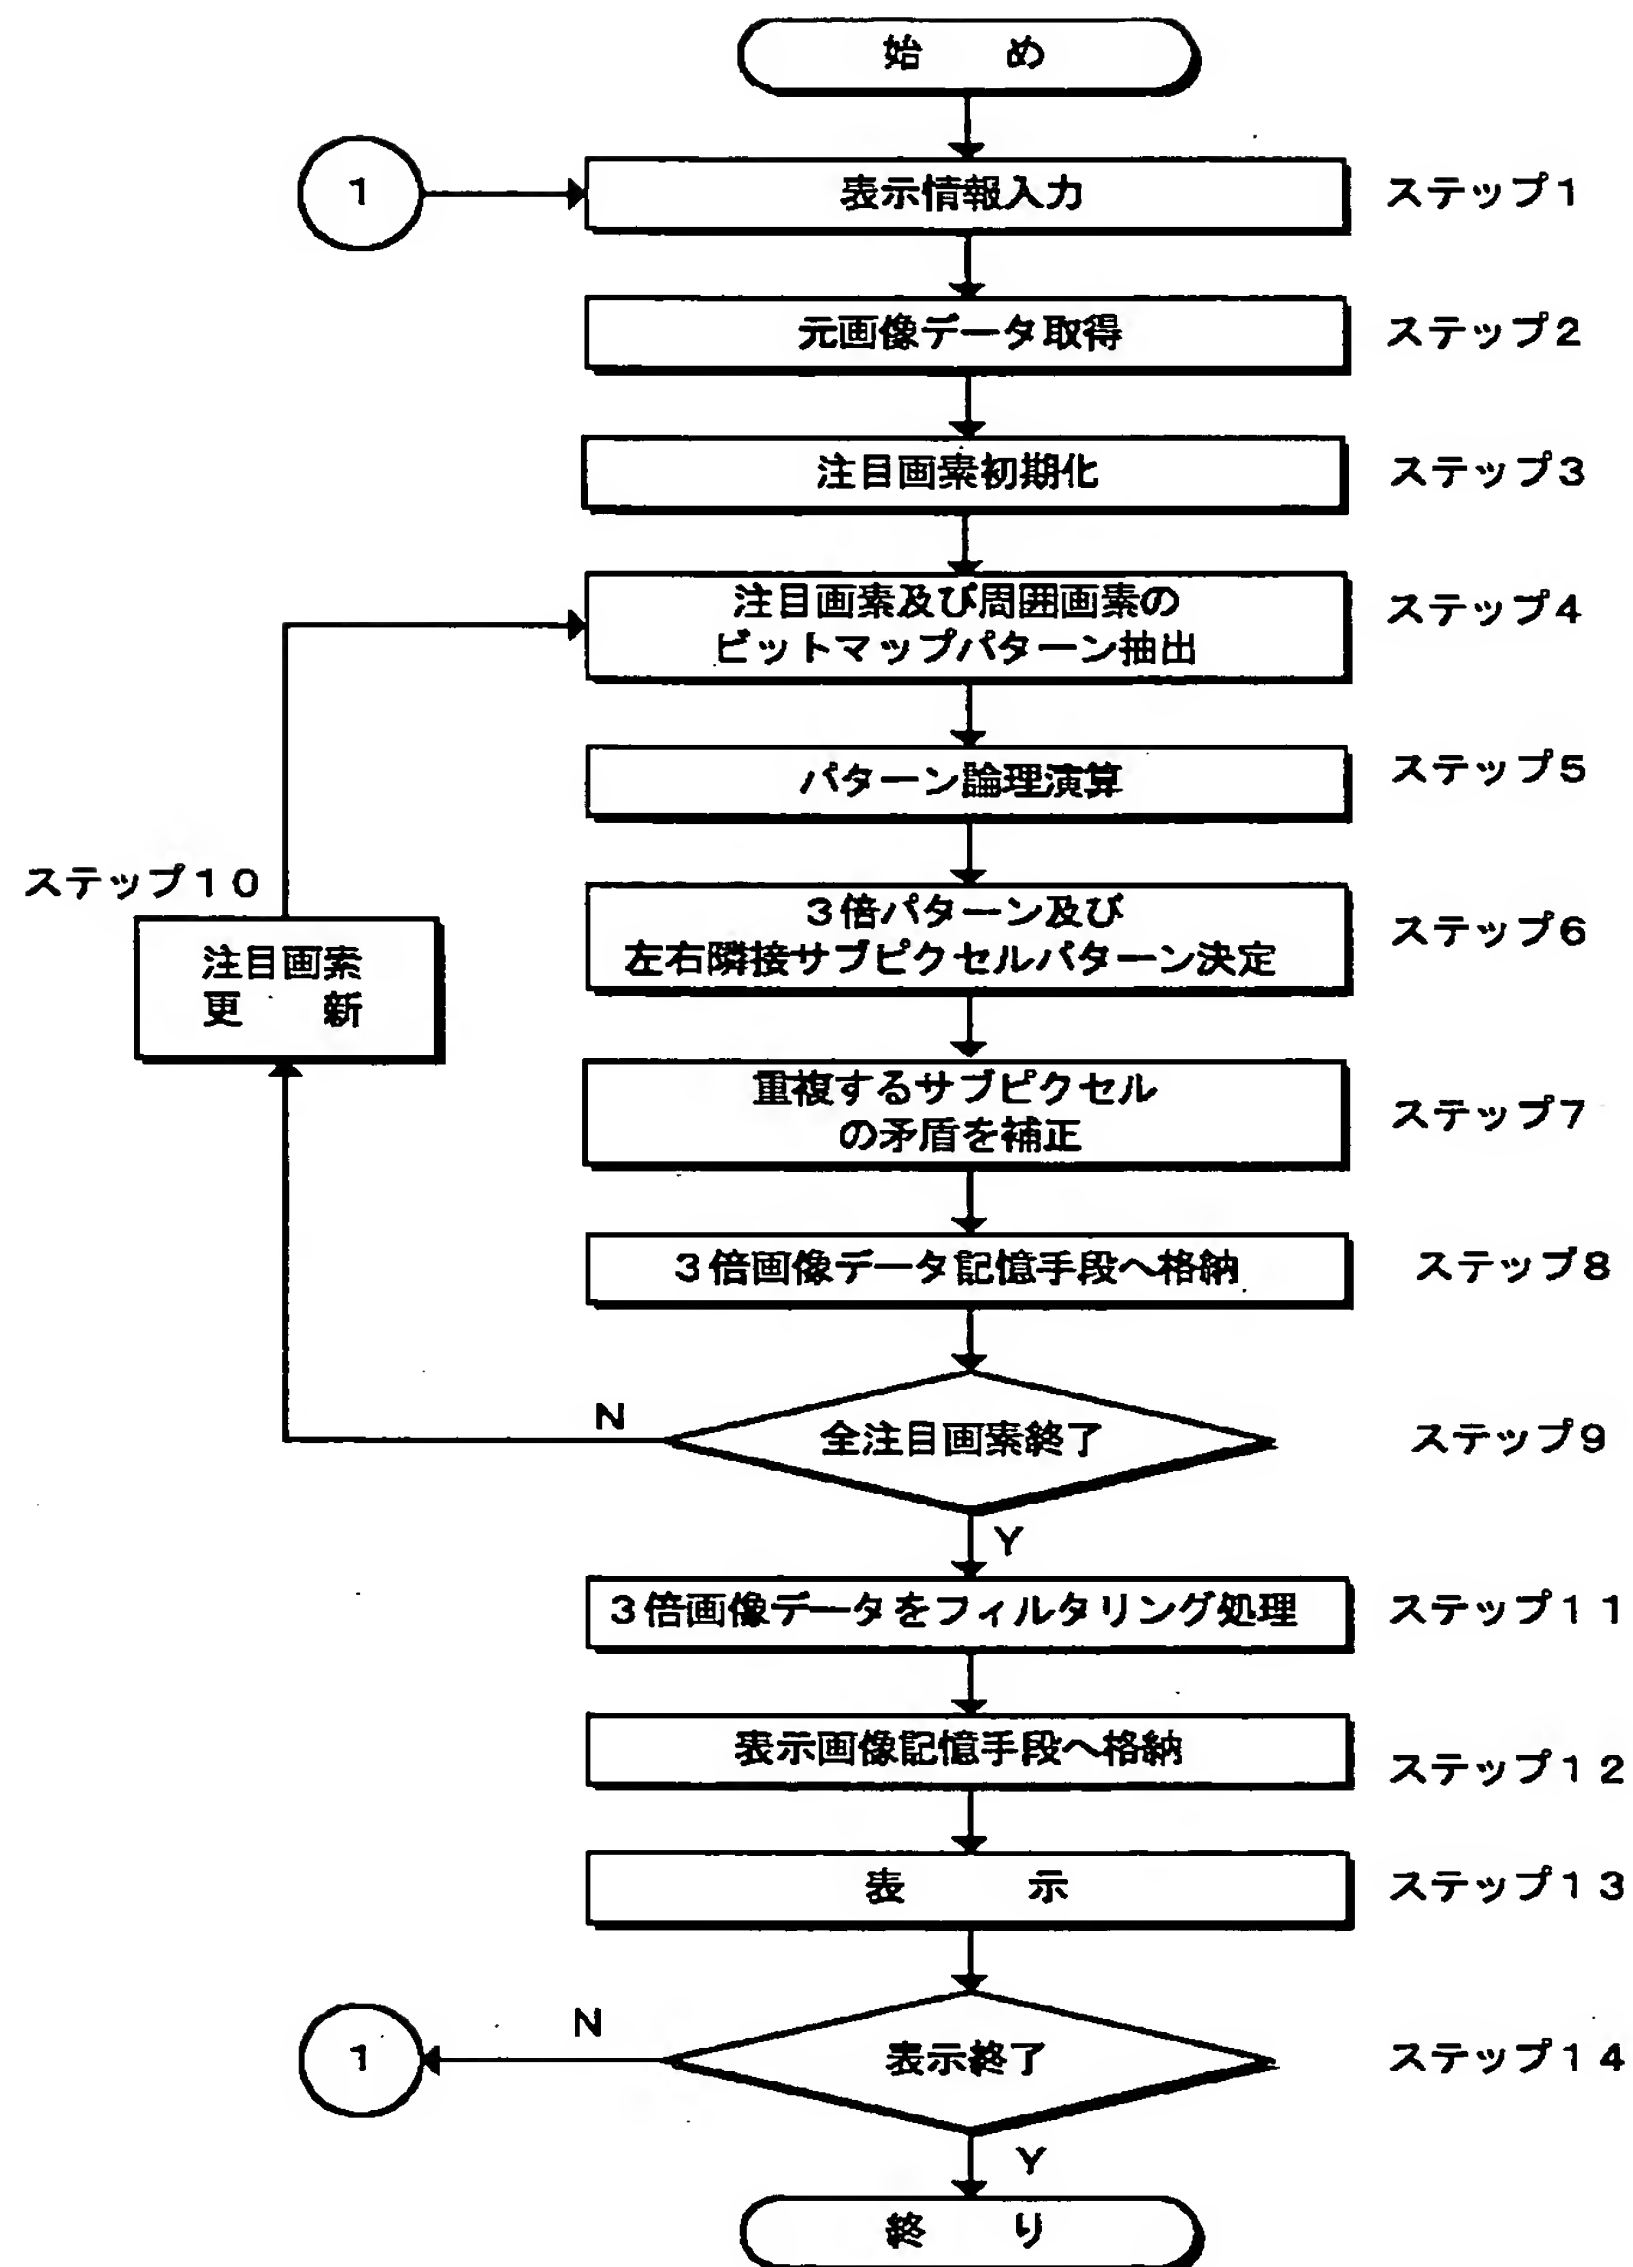 始　め
1
表示情報入力
ステップ1
元画像データ取得
ステップ2
注目画素初期化
ステップ3
注目画素及び周囲画素の
ビットマップパターン抽出
ステップ4
パターン論理演算
ステップ5
3倍パターン及び
左右隣接サブピクセルパターン決定
ステップ6
ステップ10
注目画素
更　新
重複するサブピクセル
の矛盾を補正
ステップ7
3倍画像データ記憶手段へ格納
ステップ8
N
全注目画素終了
ステップ9
Y
3倍画像データをフィルタリング処理
ステップ11
表示画像記憶手段へ格納
ステップ12
表　示
ステップ13
1
N
表示終了
ステップ14
Y
終　り